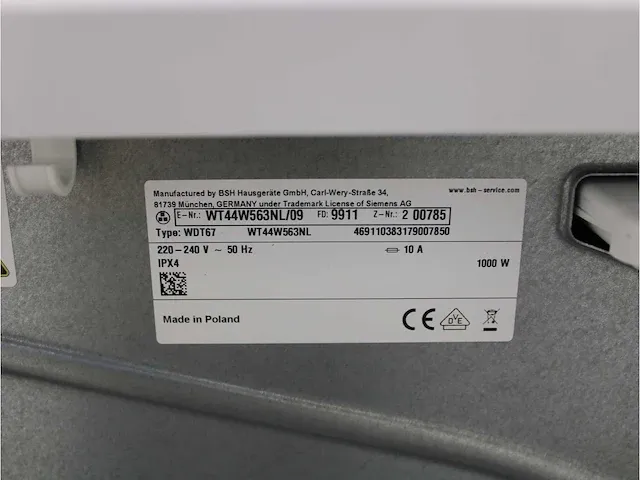 Manufactured by BSH Hausgeräte GmbH, Carl-Wery-Straße 34,
81739 München, GERMANY under Trademark License of Siemens AG
www.bsh-service.com
E-Nr.: WT44W563NL/09 FD: 9911 Z-Nr.: 2 00785
Type: WDT67 WT44W563NL 469110383179007850
220-240 V ~ 50 Hz 10 A
IPX4 1000 W
Made in Poland CE DVE